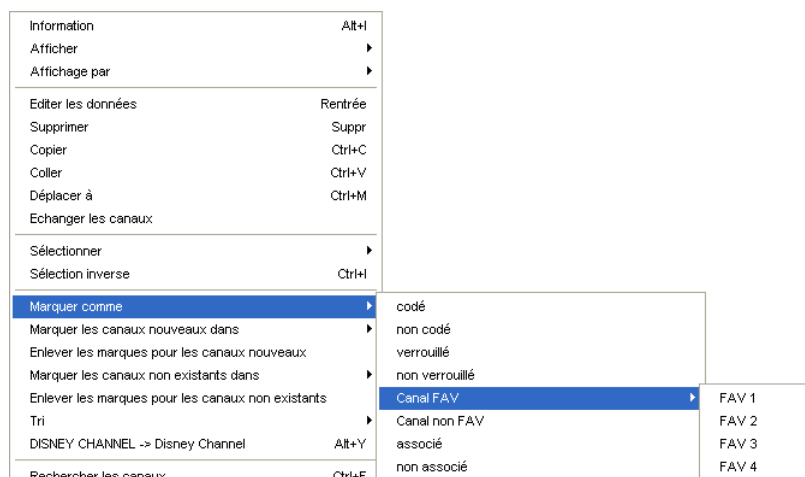 Information Alt+I
Afficher
Affichage par
Editer les données Rentrée
Supprimer Suppr
Copier Ctrl+C
Coller Ctrl+V
Déplacer à Ctrl+M
Echanger les canaux
Sélectionner
Sélection inverse Ctrl+I
Marquer comme
Marquer les canaux nouveaux dans
Enlever les marques pour les canaux nouveaux
Marquer les canaux non existants dans
Enlever les marques pour les canaux non existants
Tri
DISNEY CHANNEL -> Disney Channel Alt+Y
Rechercher les canaux Ctrl+F
codé
non codé
verrouillé
non verrouillé
Canal FAV
Canal non FAV
associé
non associé
FAV 1
FAV 2
FAV 3
FAV 4